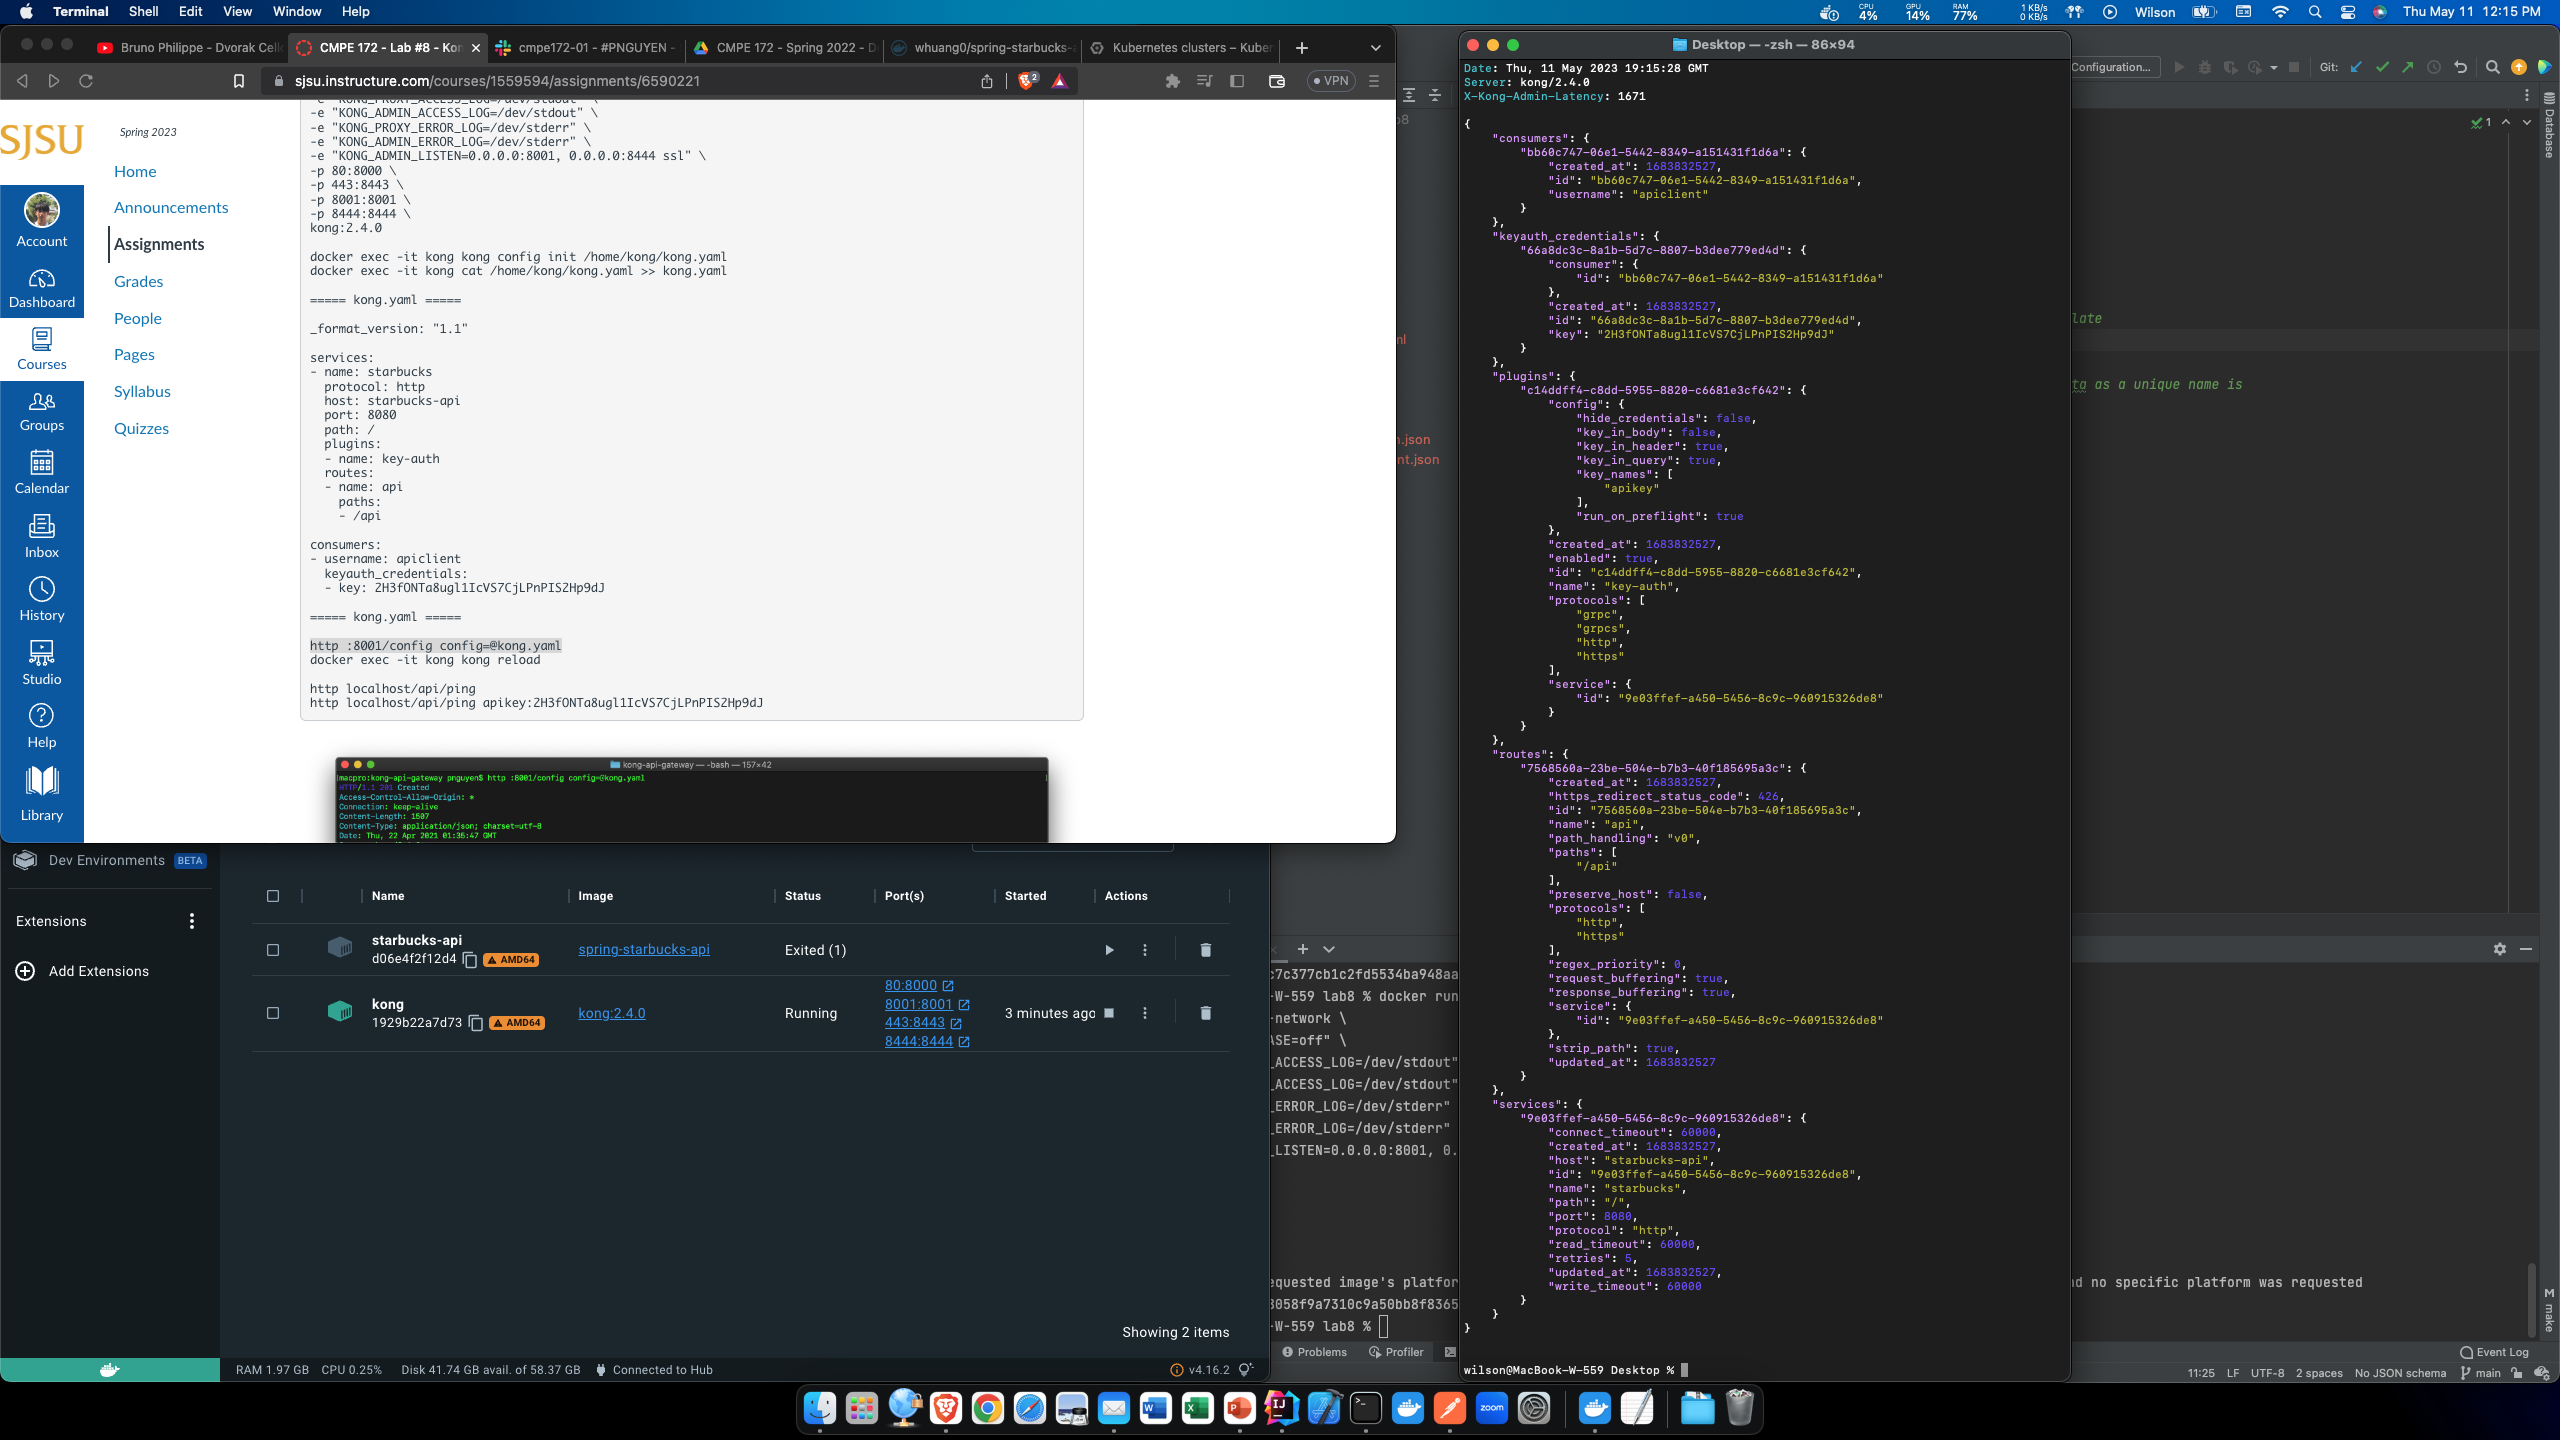 Terminal Shell Edit View Window Help
CPU 4% GPU 14% RAM 77% 1 KB/s 0 KB/s Wilson Thu May 11 12:15 PM
Bruno Philippe - Dvorak Cell
CMPE 172 - Lab #8 - Kon
cmpe172-01 - #PNGUYEN -
CMPE 172 - Spring 2022 - D
whuang0/spring-starbucks-a
Kubernetes clusters – Kuber
sjsu.instructure.com/courses/1559594/assignments/6590221
2
VPN
SJSU
Account
Dashboard
Courses
Groups
Calendar
Inbox
History
Studio
Help
Library
Spring 2023
Home
Announcements
Assignments
Grades
People
Pages
Syllabus
Quizzes
-e "KONG_PROXY_ACCESS_LOG=/dev/stdout" \
-e "KONG_ADMIN_ACCESS_LOG=/dev/stdout" \
-e "KONG_PROXY_ERROR_LOG=/dev/stderr" \
-e "KONG_ADMIN_ERROR_LOG=/dev/stderr" \
-e "KONG_ADMIN_LISTEN=0.0.0.0:8001, 0.0.0.0:8444 ssl" \
-p 80:8000 \
-p 443:8443 \
-p 8001:8001 \
-p 8444:8444 \
kong:2.4.0
docker exec -it kong kong config init /home/kong/kong.yaml
docker exec -it kong cat /home/kong/kong.yaml >> kong.yaml
===== kong.yaml =====
_format_version: "1.1"
services:
- name: starbucks
protocol: http
host: starbucks-api
port: 8080
path: /
plugins:
- name: key-auth
routes:
- name: api
paths:
- /api
consumers:
- username: apiclient
keyauth_credentials:
- key: 2H3fONTa8ugl1IcVS7CjLPnPIS2Hp9dJ
===== kong.yaml =====
http :8001/config config=@kong.yaml
docker exec -it kong kong reload
http localhost/api/ping
http localhost/api/ping apikey:2H3fONTa8ugl1IcVS7CjLPnPIS2Hp9dJ
kong-api-gateway — -bash — 157×42
macpro:kong-api-gateway pnguyen$ http :8001/config config=@kong.yaml
HTTP/1.1 201 Created
Access-Control-Allow-Origin: *
Connection: keep-alive
Content-Length: 1507
Content-Type: application/json; charset=utf-8
Date: Thu, 22 Apr 2021 01:35:47 GMT
Dev Environments BETA
Extensions
Add Extensions
Name Image Status Port(s) Started Actions
starbucks-api
d06e4f2f12d4 AMD64 spring-starbucks-api Exited (1)
kong
1929b22a7d73 AMD64 kong:2.4.0 Running 3 minutes ago
80:8000
8001:8001
443:8443
8444:8444
Showing 2 items
RAM 1.97 GB CPU 0.25% Disk 41.74 GB avail. of 58.37 GB Connected to Hub v4.16.2
Desktop — -zsh — 86×94
Date: Thu, 11 May 2023 19:15:28 GMT
Server: kong/2.4.0
X-Kong-Admin-Latency: 1671
{
"consumers": {
"bb60c747-06e1-5442-8349-a151431f1d6a": {
"created_at": 1683832527,
"id": "bb60c747-06e1-5442-8349-a151431f1d6a",
"username": "apiclient"
}
},
"keyauth_credentials": {
"66a8dc3c-8a1b-5d7c-8807-b3dee779ed4d": {
"consumer": {
"id": "bb60c747-06e1-5442-8349-a151431f1d6a"
},
"created_at": 1683832527,
"id": "66a8dc3c-8a1b-5d7c-8807-b3dee779ed4d",
"key": "2H3fONTa8ugl1IcVS7CjLPnPIS2Hp9dJ"
}
},
"plugins": {
"c14ddff4-c8dd-5955-8820-c6681e3cf642": {
"config": {
"hide_credentials": false,
"key_in_body": false,
"key_in_header": true,
"key_in_query": true,
"key_names": [
"apikey"
],
"run_on_preflight": true
},
"created_at": 1683832527,
"enabled": true,
"id": "c14ddff4-c8dd-5955-8820-c6681e3cf642",
"name": "key-auth",
"protocols": [
"grpc",
"grpcs",
"http",
"https"
],
"service": {
"id": "9e03ffef-a450-5456-8c9c-960915326de8"
}
}
},
"routes": {
"7568560a-23be-504e-b7b3-40f185695a3c": {
"created_at": 1683832527,
"https_redirect_status_code": 426,
"id": "7568560a-23be-504e-b7b3-40f185695a3c",
"name": "api",
"path_handling": "v0",
"paths": [
"/api"
],
"preserve_host": false,
"protocols": [
"http",
"https"
],
"regex_priority": 0,
"request_buffering": true,
"response_buffering": true,
"service": {
"id": "9e03ffef-a450-5456-8c9c-960915326de8"
},
"strip_path": true,
"updated_at": 1683832527
}
},
"services": {
"9e03ffef-a450-5456-8c9c-960915326de8": {
"connect_timeout": 60000,
"created_at": 1683832527,
"host": "starbucks-api",
"id": "9e03ffef-a450-5456-8c9c-960915326de8",
"name": "starbucks",
"path": "/",
"port": 8080,
"protocol": "http",
"read_timeout": 60000,
"retries": 5,
"updated_at": 1683832527,
"write_timeout": 60000
}
}
}
wilson@MacBook-W-559 Desktop %
Configuration... Git:
1
Database
late
ta as a unique name is
ml
n.json
nt.json
c7c377cb1c2fd5534ba948aa
-W-559 lab8 % docker run
-network \
ASE=off" \
_ACCESS_LOG=/dev/stdout"
_ACCESS_LOG=/dev/stdout"
_ERROR_LOG=/dev/stderr"
_ERROR_LOG=/dev/stderr"
_LISTEN=0.0.0.0:8001, 0.
equested image's platfor
d no specific platform was requested
8058f9a7310c9a50bb8f8365
-W-559 lab8 %
make
Problems Profiler Event Log
11:25 LF UTF-8 2 spaces No JSON schema main
zoom